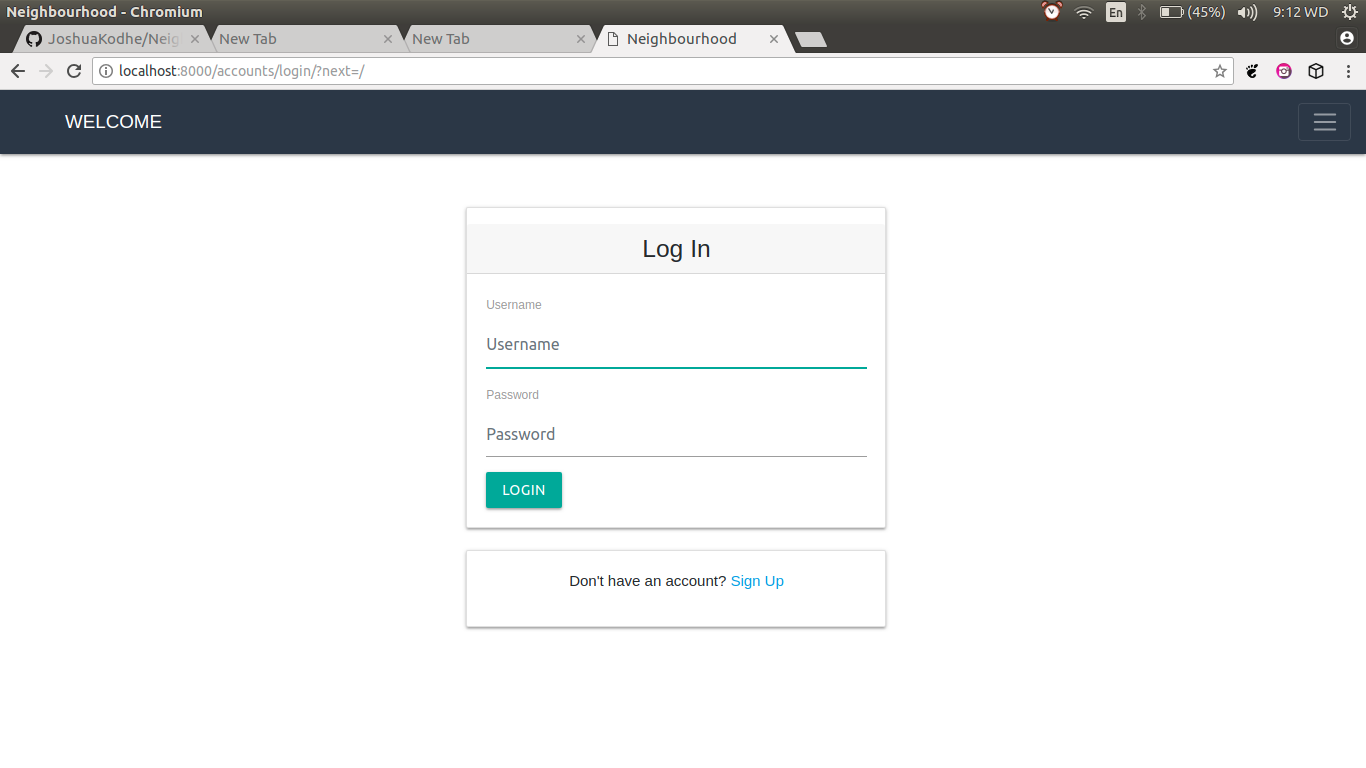 Neighbourhood - Chromium
En
(45%)
9:12 WD
JoshuaKodhe/Neig
New Tab
New Tab
Neighbourhood
localhost:8000/accounts/login/?next=/
WELCOME
Log In
Username
Username
Password
Password
LOGIN
Don't have an account? Sign Up